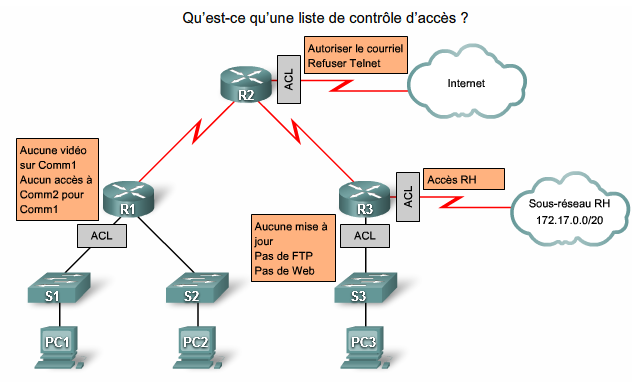 Qu'est-ce qu'une liste de contrôle d'accès ?
Autoriser le courriel
Refuser Telnet
ACL
R2
Internet
Aucune vidéo
sur Comm1
Aucun accès à
Comm2 pour
Comm1
R1
ACL
Accès RH
ACL
R3
Sous-réseau RH
172.17.0.0/20
Aucune mise à
jour
Pas de FTP
Pas de Web
ACL
S1
S2
S3
PC1
PC2
PC3